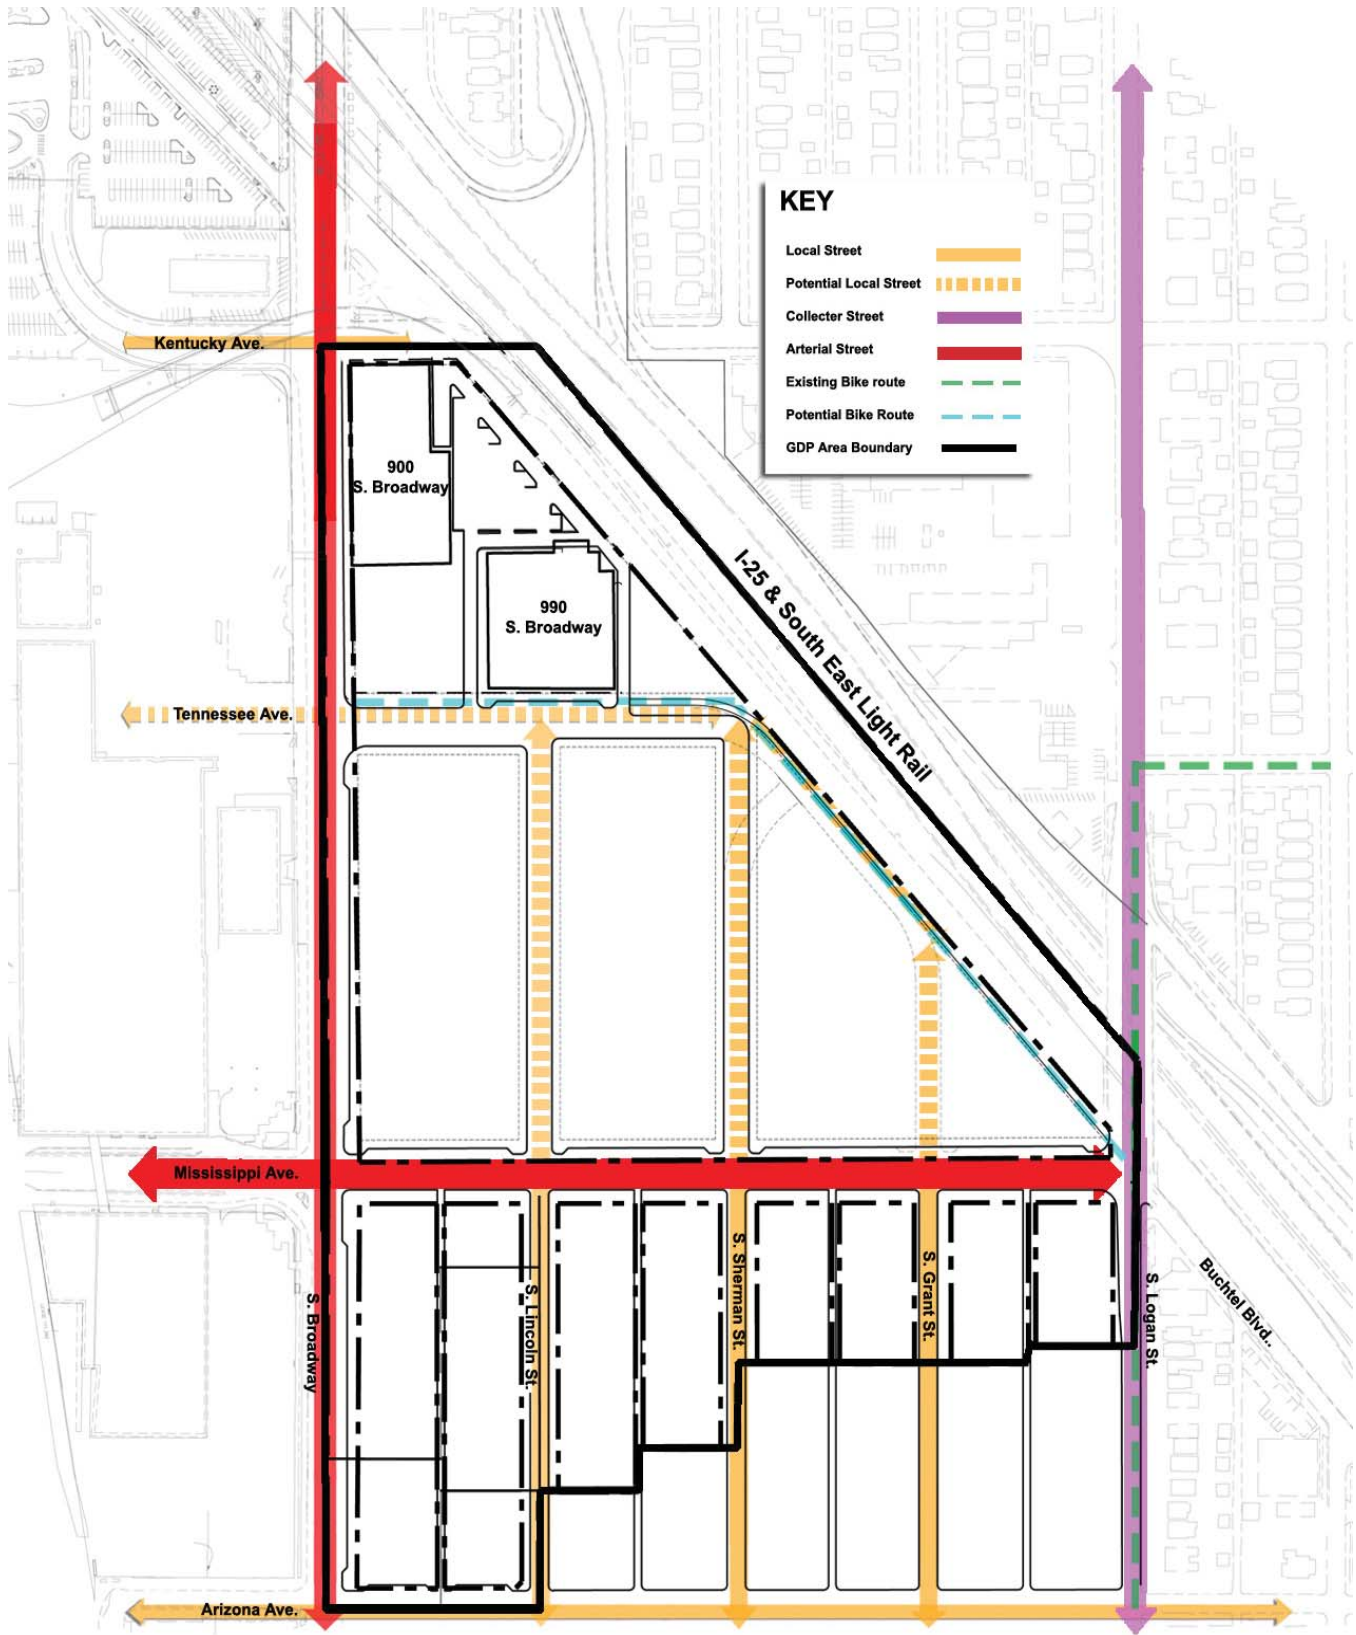 KEY
Local Street
Potential Local Street
Collecter Street
Arterial Street
Existing Bike route
Potential Bike Route
GDP Area Boundary
Kentucky Ave.
900
S. Broadway
990
S. Broadway
I-25 & South East Light Rail
Tennessee Ave.
Mississippi Ave.
S. Broadway
S. Lincoln St.
S. Sherman St.
S. Grant St.
S. Logan St.
Buchtel Blvd..
Arizona Ave.